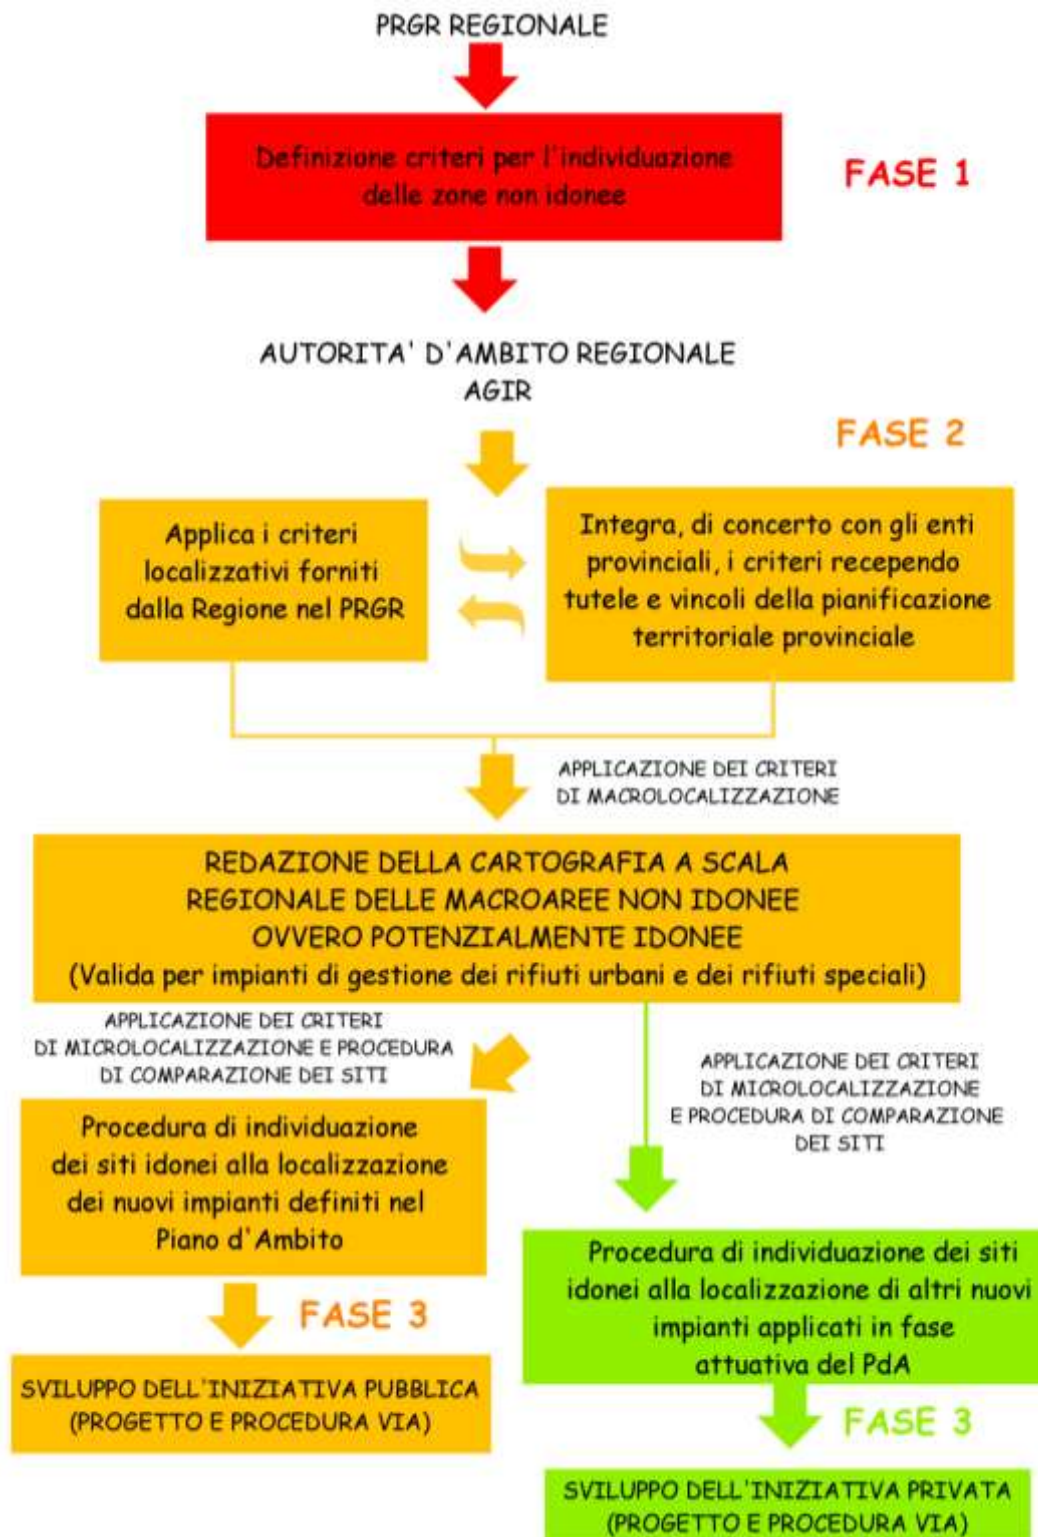 PRGR REGIONALE
Definizione criteri per l'individuazione
delle zone non idonee
FASE 1
AUTORITA' D'AMBITO REGIONALE
AGIR
FASE 2
Applica i criteri
localizzativi forniti
dalla Regione nel PRGR
Integra, di concerto con gli enti
provinciali, i criteri recependo
tutele e vincoli della pianificazione
territoriale provinciale
APPLICAZIONE DEI CRITERI
DI MACROLOCALIZZAZIONE
REDAZIONE DELLA CARTOGRAFIA A SCALA
REGIONALE DELLE MACROAREE NON IDONEE
OVVERO POTENZIALMENTE IDONEE
(Valida per impianti di gestione dei rifiuti urbani e dei rifiuti speciali)
APPLICAZIONE DEI CRITERI
DI MICROLOCALIZZAZIONE E PROCEDURA
DI COMPARAZIONE DEI SITI
APPLICAZIONE DEI CRITERI
DI MICROLOCALIZZAZIONE
E PROCEDURA DI COMPARAZIONE
DEI SITI
Procedura di individuazione
dei siti idonei alla localizzazione
dei nuovi impianti definiti nel
Piano d'Ambito
Procedura di individuazione dei siti
idonei alla localizzazione di altri nuovi
impianti applicati in fase
attuativa del PdA
FASE 3
SVILUPPO DELL'INIZIATIVA PUBBLICA
(PROGETTO E PROCEDURA VIA)
FASE 3
SVILUPPO DELL'INIZIATIVA PRIVATA
(PROGETTO E PROCEDURA VIA)